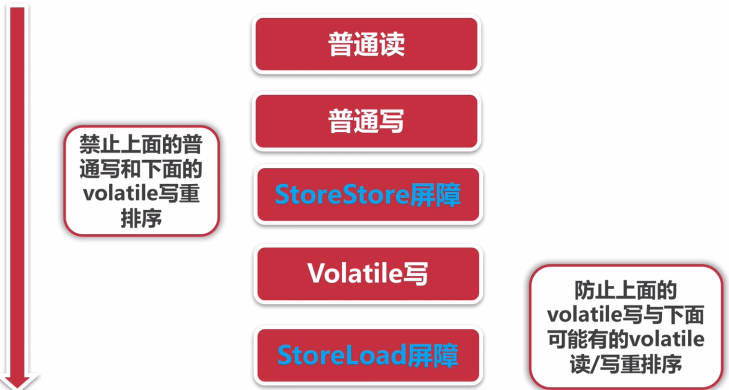 普通读
普通写
禁止上面的普
通写和下面的
volatile写重
排序
StoreStore屏障
Volatile写
StoreLoad屏障
防止上面的
volatile写与下面
可能有的volatile
读/写重排序